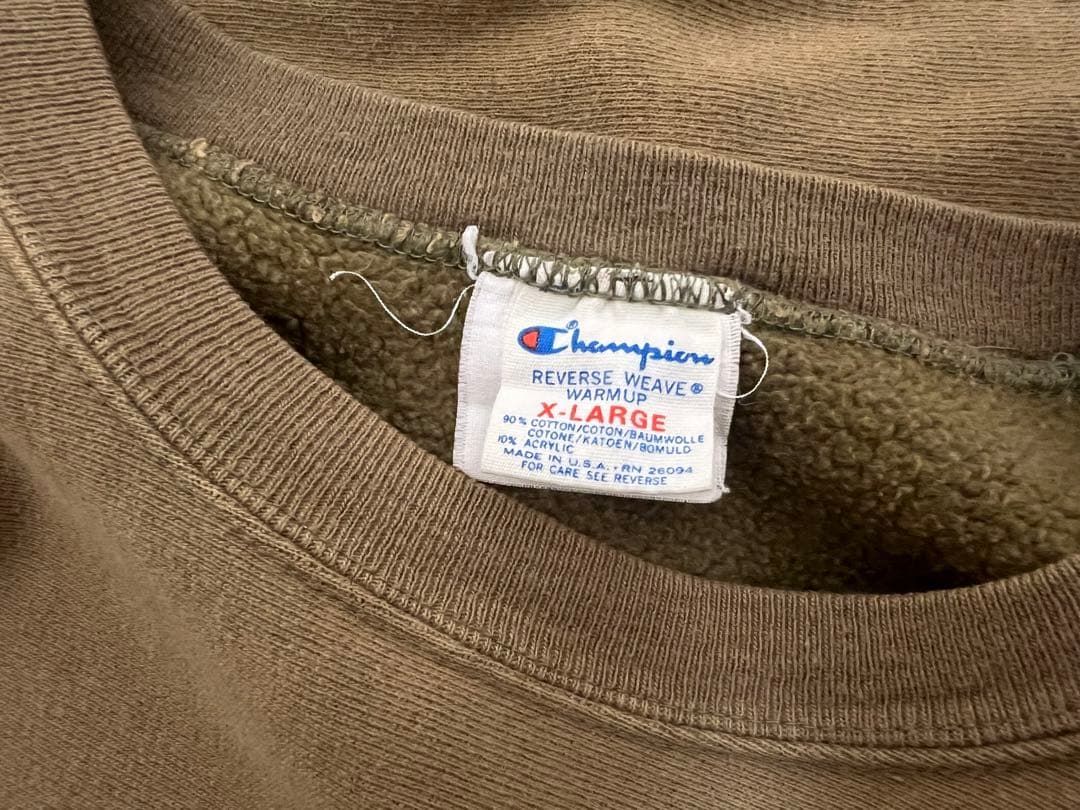 Champion®
REVERSE WEAVE®
WARMUP
X-LARGE
90% COTTON/COTON/BAUMWOLLE
COTONE/KATOEN/BOMULD
10% ACRYLIC
MADE IN U.S.A. • RN 26094
FOR CARE SEE REVERSE